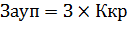 Зауп = 3 × Ккр